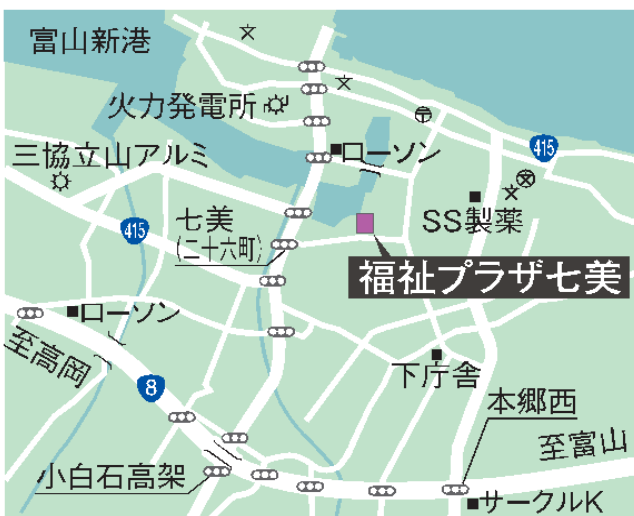 富山新港
火力発電所
ローソン
三協立山アルミ
415
SS製薬
七美
(二十六町)
415
福祉プラザ七美
ローソン
至高岡
8
下庁舎
本郷西
至富山
小白石高架
サークルK